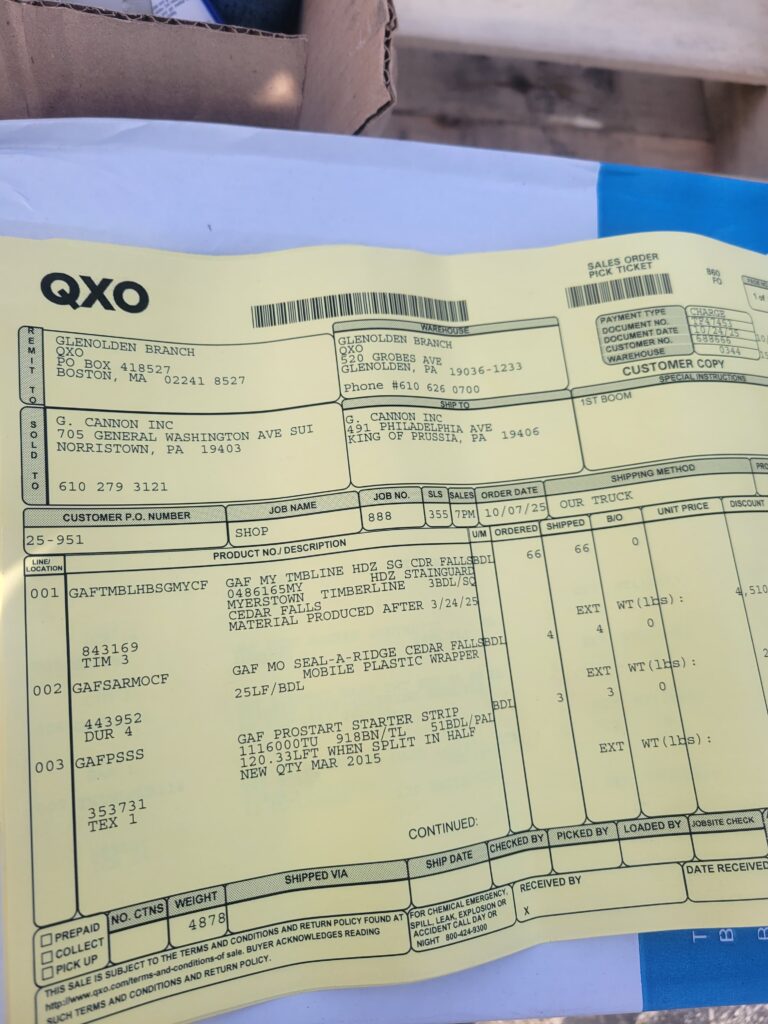 QXO
SALES ORDER
PICK TICKET
860
F0
1 of
PAYMENT TYPE CHARGE
DOCUMENT NO.
DOCUMENT DATE 10/24/25
CUSTOMER NO. 688566
WAREHOUSE 0344
CUSTOMER COPY
REMIT TO
GLENOLDEN BRANCH
QXO
PO BOX 418527
BOSTON, MA 02241 8527
WAREHOUSE
GLENOLDEN BRANCH
QXO
520 GROBES AVE
GLENOLDEN, PA 19036-1233
Phone #610 626 0700
SPECIAL INSTRUCTIONS
1ST BOOM
SOLD TO
G. CANNON INC
705 GENERAL WASHINGTON AVE SUI
NORRISTOWN, PA 19403
610 279 3121
SHIP TO
G. CANNON INC
491 PHILADELPHIA AVE
KING OF PRUSSIA, PA 19406
CUSTOMER P.O. NUMBER JOB NAME JOB NO. SLS SALES ORDER DATE SHIPPING METHOD
25-951 SHOP 888 355 7PM 10/07/25 OUR TRUCK
LINE/LOCATION PRODUCT NO./ DESCRIPTION U/M ORDERED SHIPPED B/O UNIT PRICE DISCOUNT
001 GAFTMBLHBSGMYCF GAF MY TMBLINE HDZ SG CDR FALLS BDL 66 66 0
0486165MY HDZ STAINGUARD
MYERSTOWN TIMBERLINE 3BDL/SQ
CEDAR FALLS
MATERIAL PRODUCED AFTER 3/24/25
EXT WT(lbs): 4,510
843169
TIM 3
002 GAFSARMOCF GAF MO SEAL-A-RIDGE CEDAR FALLS BDL 4 4 0
MOBILE PLASTIC WRAPPER
25LF/BDL
EXT WT(lbs):
443952
DUR 4
003 GAFPSSS GAF PROSTART STARTER STRIP BDL 3 3 0
1116000TU 918BN/TL 51BDL/PAL
120.33LFT WHEN SPLIT IN HALF
NEW QTY MAR 2015
EXT WT(lbs):
353731
TEX 1
CONTINUED:
PREPAID
COLLECT
PICK UP
NO. CTNS WEIGHT SHIPPED VIA SHIP DATE CHECKED BY PICKED BY LOADED BY JOBSITE CHECK
4878
THIS SALE IS SUBJECT TO THE TERMS AND CONDITIONS AND RETURN POLICY FOUND AT
http://www.qxo.com/terms-and-conditions-of sale. BUYER ACKNOWLEDGES READING
SUCH TERMS AND CONDITIONS AND RETURN POLICY.
FOR CHEMICAL EMERGENCY,
SPILL, LEAK, EXPLOSION OR
ACCIDENT CALL DAY OR
NIGHT 800-424-9300
RECEIVED BY
X
DATE RECEIVED